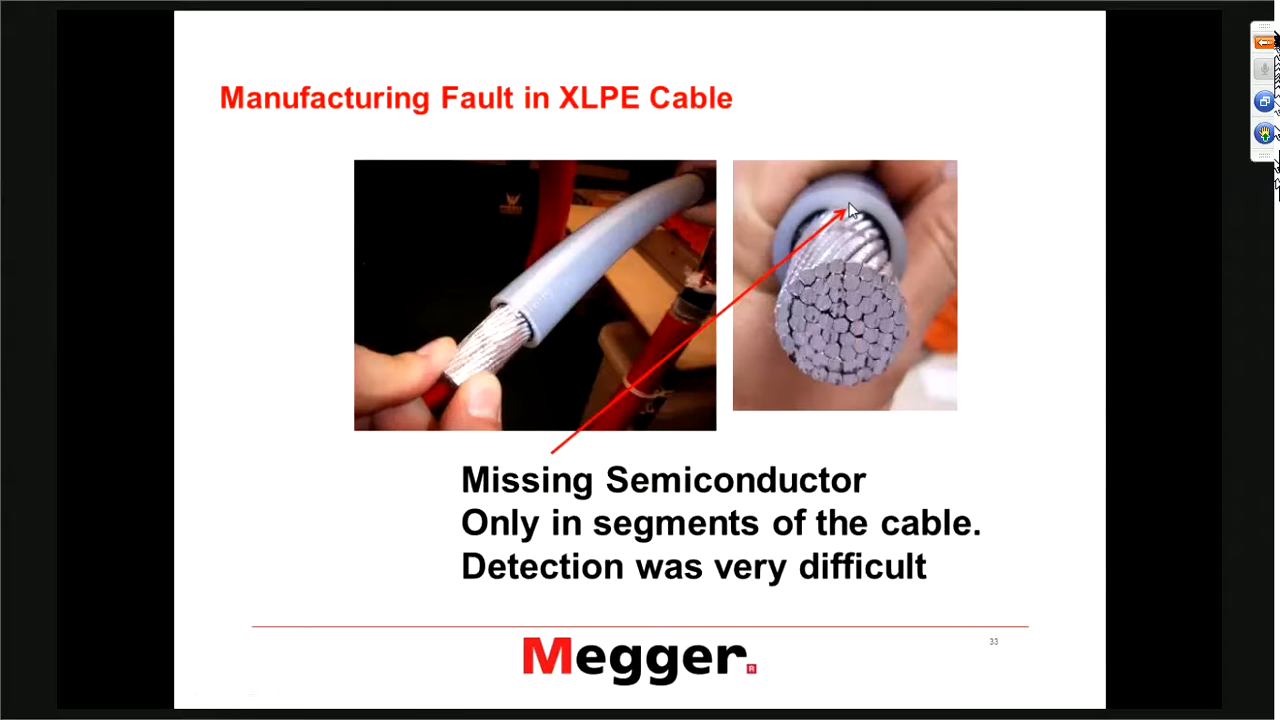 Manufacturing Fault in XLPE Cable
Missing Semiconductor
Only in segments of the cable.
Detection was very difficult
33
Megger.
R